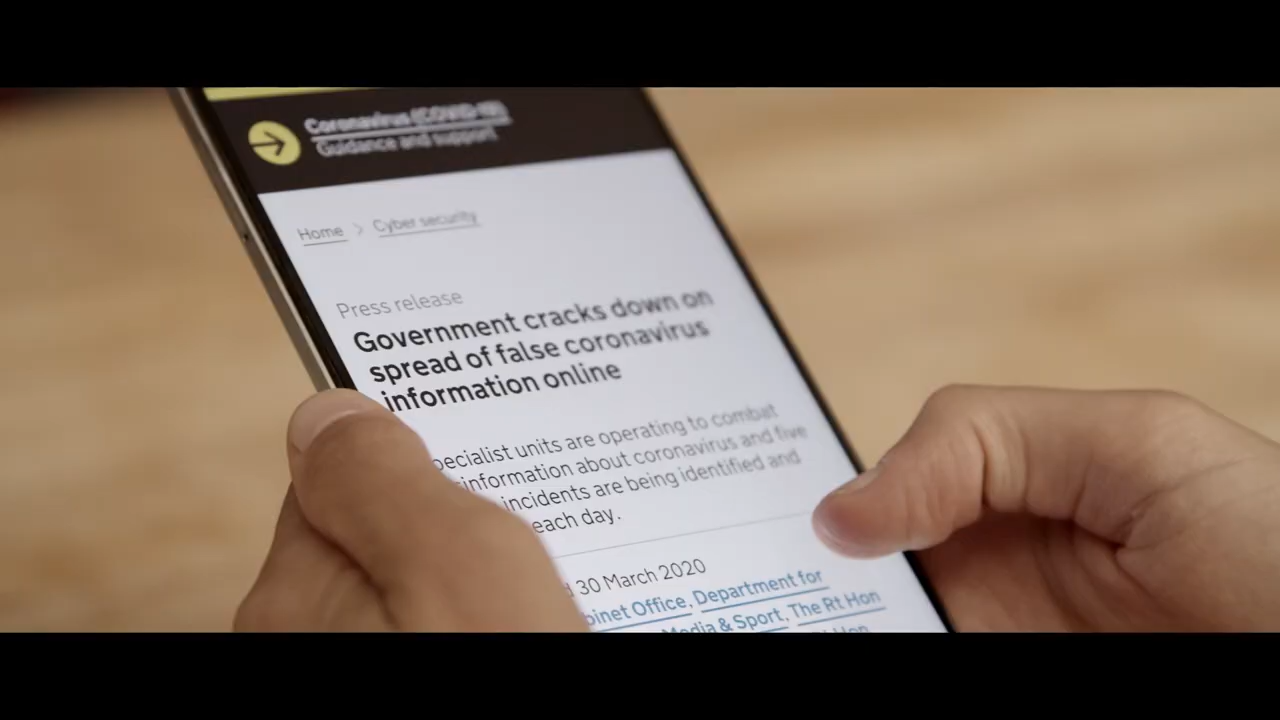 Coronavirus (COVID-19)
Guidance and support
Home > Cyber security
Press release
Government cracks down on
spread of false coronavirus
information online
pecialist units are operating to combat
information about coronavirus and five
incidents are being identified and
each day.
30 March 2020
binet Office, Department for
Media & Sport, The Rt Hon
Hon